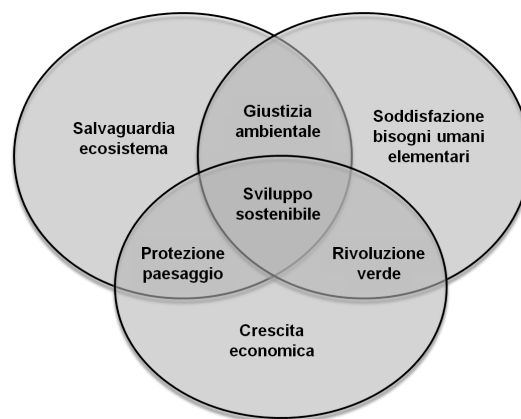 Salvaguardia
ecosistema
Giustizia
ambientale
Soddisfazione
bisogni umani
elementari
Sviluppo
sostenibile
Protezione
paesaggio
Rivoluzione
verde
Crescita
economica